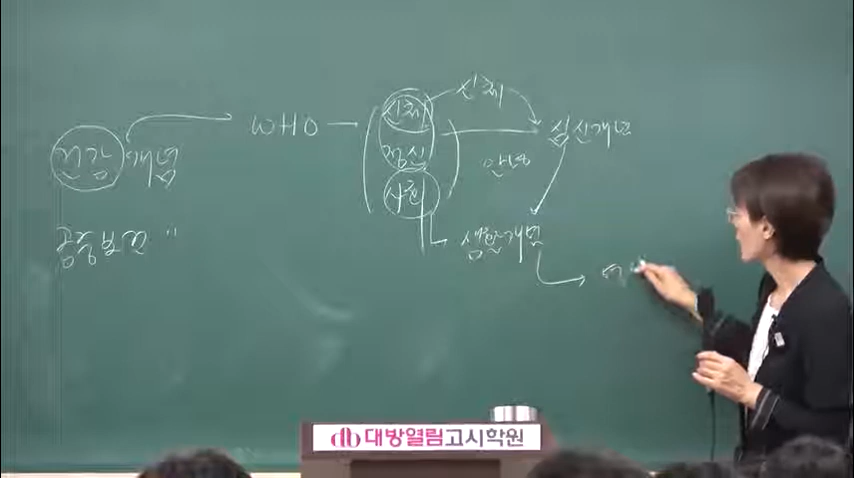 건강개념 → WHO — (신체 → 신체 → 심신개념
정신 안녕
사회)
공중보건 "
→ 생활개념 →
대방열림고시학원